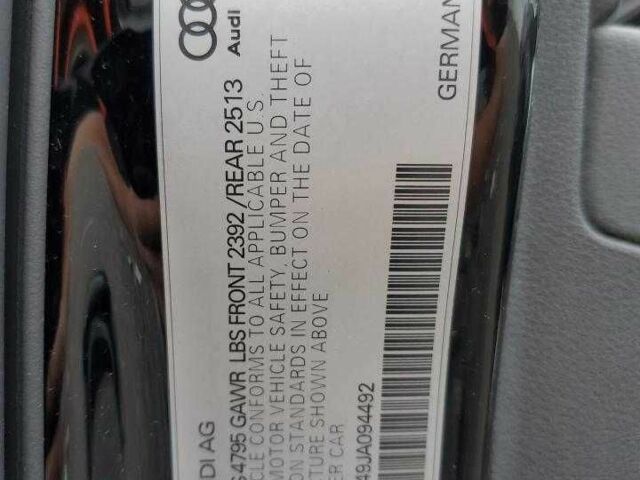 Audi
DI AG
4795 GAWR LBS FRONT 2392 /REAR 2513
CLE CONFORMS TO ALL APPLICABLE U.S.
MOTOR VEHICLE SAFETY, BUMPER AND THEFT
ON STANDARDS IN EFFECT ON THE DATE OF
TURE SHOWN ABOVE
ER CAR
49JA094492
GERMAN